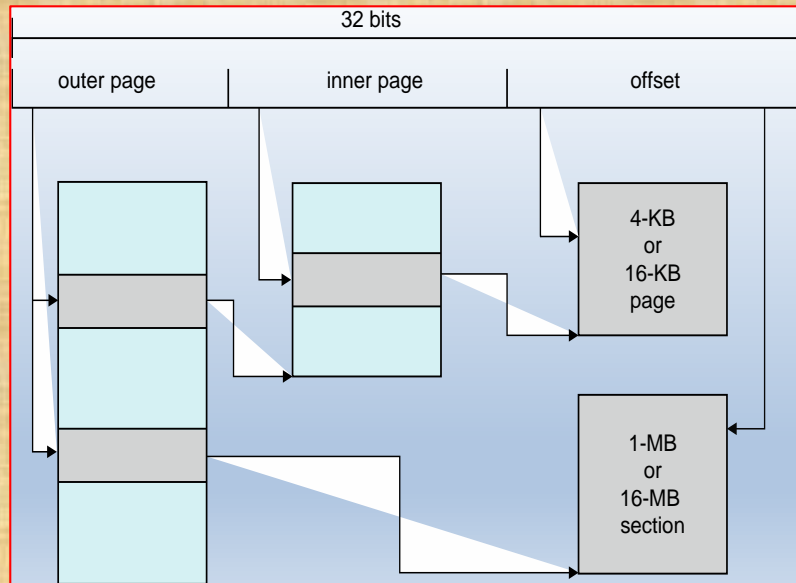 32 bits
outer page
inner page
offset
4-KB
or
16-KB
page
1-MB
or
16-MB
section